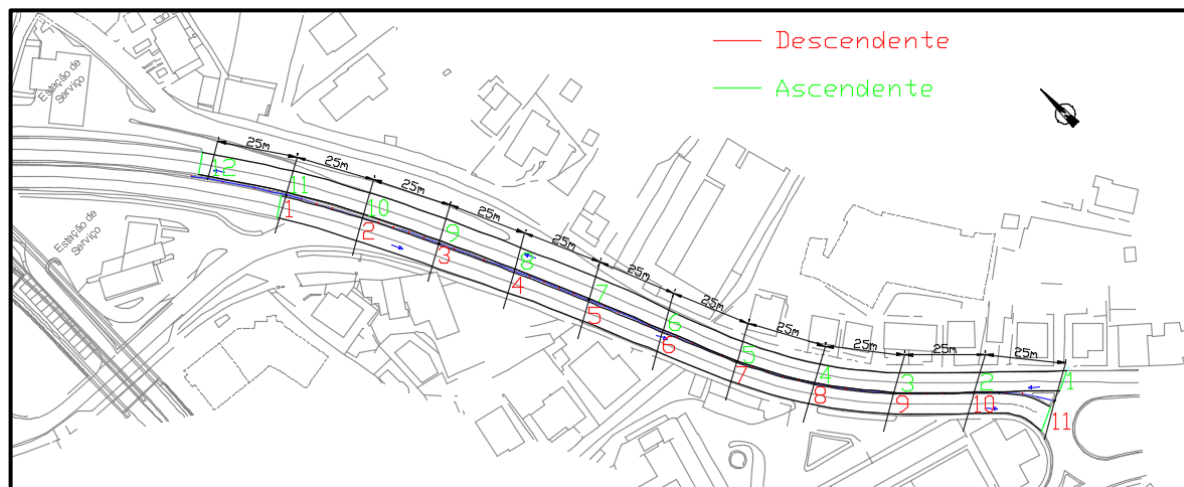 Descendente
Ascendente
Estação de
Serviço
Estação de
Serviço
25m
25m
25m
25m
25m
25m
25m
25m
25m
25m
25m
12
11
10
9
8
7
6
5
4
3
2
1
1
2
3
4
5
6
7
8
9
10
11